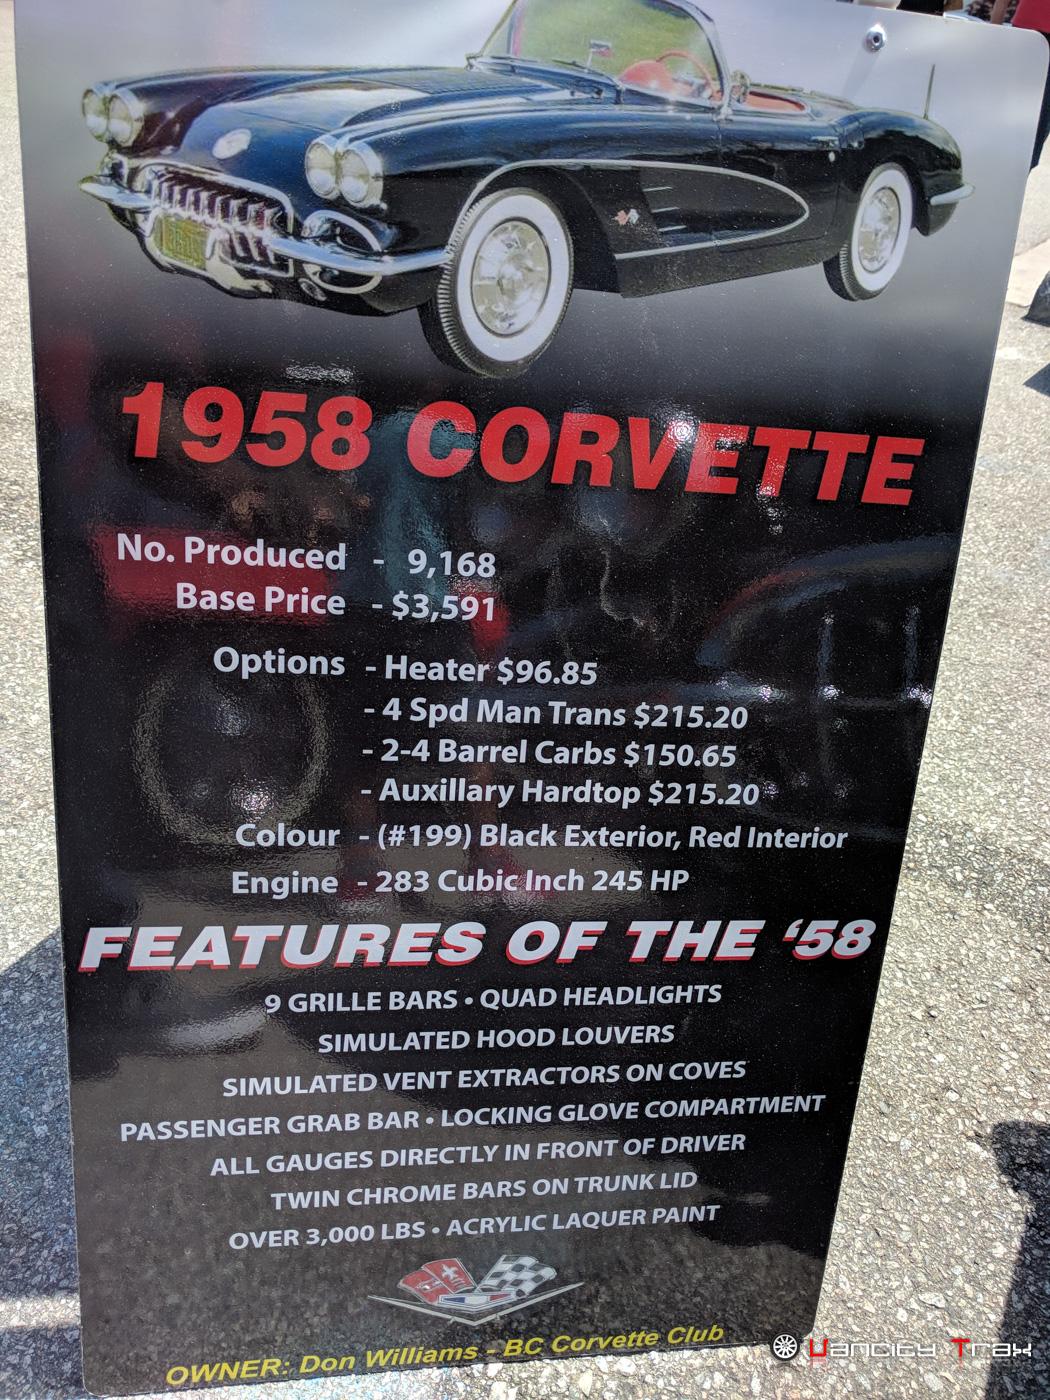 1958 CORVETTE
No. Produced - 9,168
Base Price - $3,591
Options - Heater $96.85
- 4 Spd Man Trans $215.20
- 2-4 Barrel Carbs $150.65
- Auxillary Hardtop $215.20
Colour - (#199) Black Exterior, Red Interior
Engine - 283 Cubic Inch 245 HP
FEATURES OF THE '58
9 GRILLE BARS • QUAD HEADLIGHTS
SIMULATED HOOD LOUVERS
SIMULATED VENT EXTRACTORS ON COVES
PASSENGER GRAB BAR • LOCKING GLOVE COMPARTMENT
ALL GAUGES DIRECTLY IN FRONT OF DRIVER
TWIN CHROME BARS ON TRUNK LID
OVER 3,000 LBS • ACRYLIC LAQUER PAINT
OWNER: Don Williams - BC Corvette Club
Vancity Trax